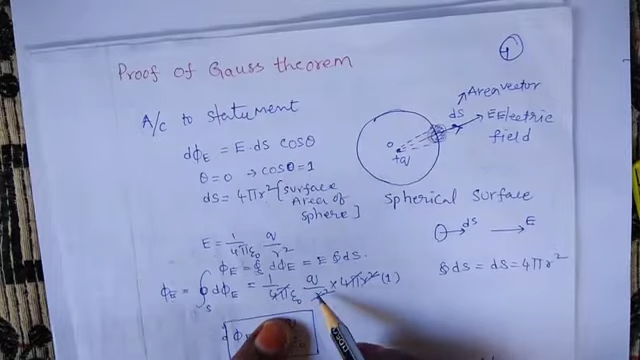 1
Proof of Gauss theorem
A/c to statement
dϕE = E.ds cosθ
θ=0 → cosθ=1
ds = 4πr² [surface
Area of
sphere]
E = 1/4πε₀ q/r²
ϕE = ∮ dϕE = E ∮ds.
ϕE = ∮s dϕE = 1/4πε₀ q/r² × 4πr² (1)
Area vector
ds
E Electric
field
O
+q
Spherical surface
ds
E
∮ds = ds = 4πr²